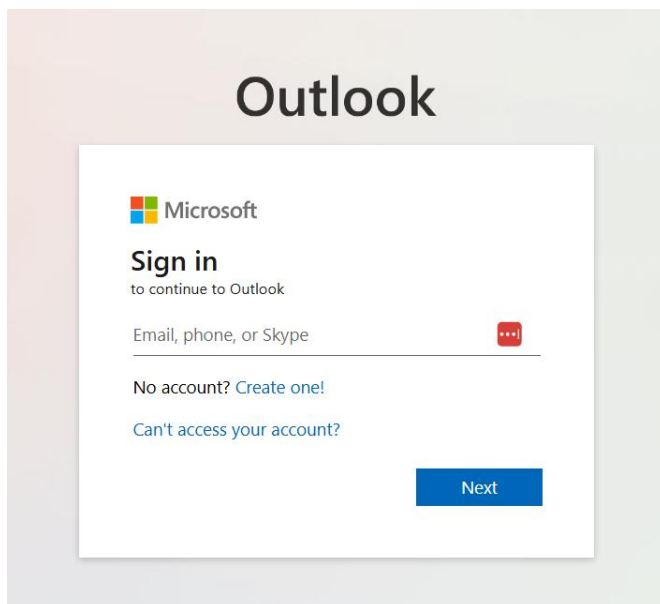 Outlook
Microsoft
Sign in
to continue to Outlook
Email, phone, or Skype
No account? Create one!
Can't access your account?
Next